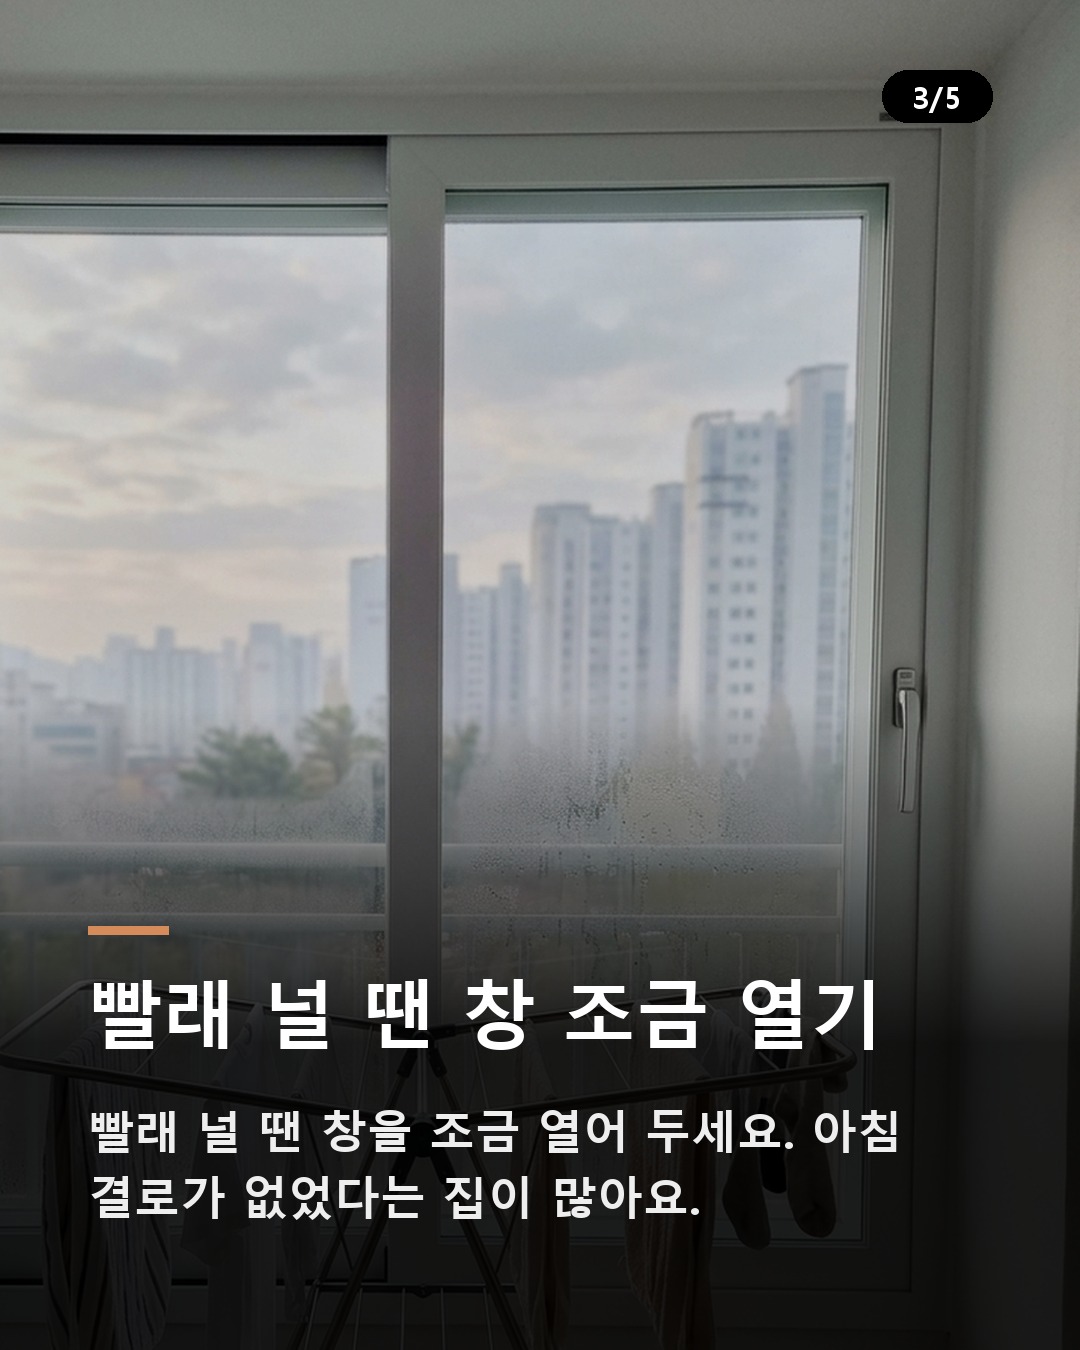 3/5
빨래 널 땐 창 조금 열기
빨래 널 땐 창을 조금 열어 두세요. 아침
결로가 없었다는 집이 많아요.